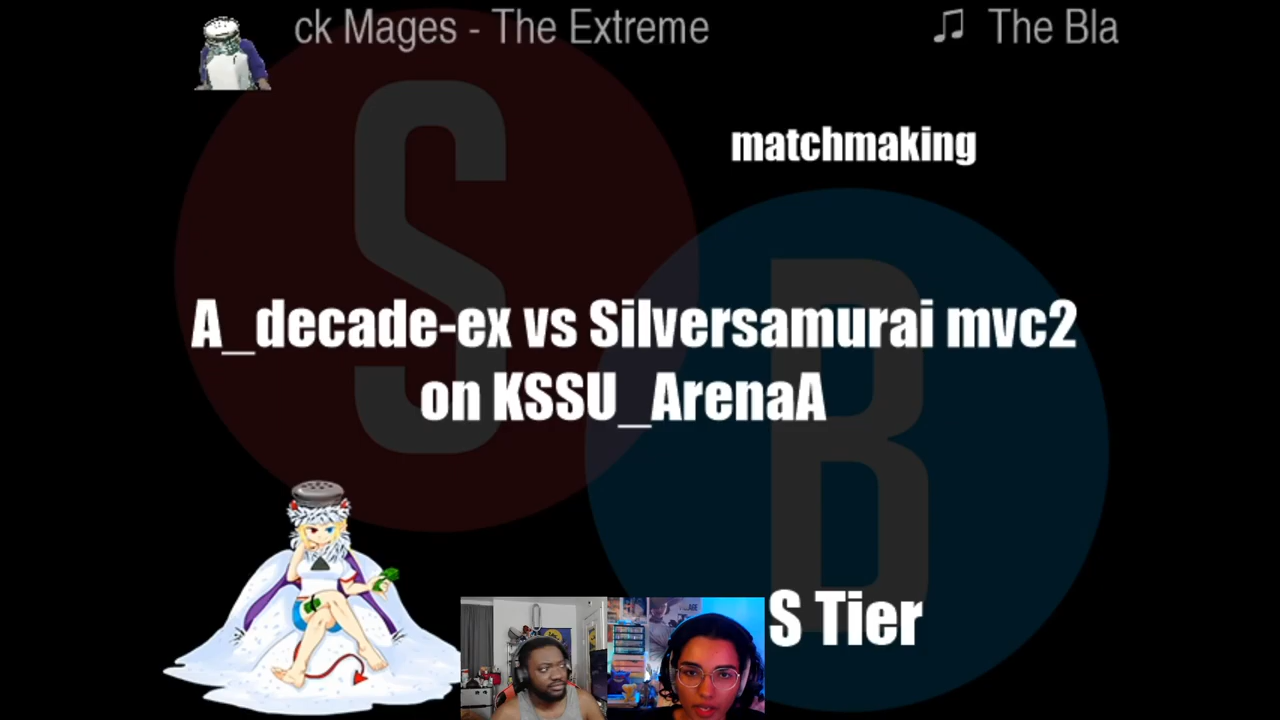 ck Mages - The Extreme ♫ The Bla
matchmaking
A_decade-ex vs Silversamurai mvc2
on KSSU_ArenaA
S Tier
S
B